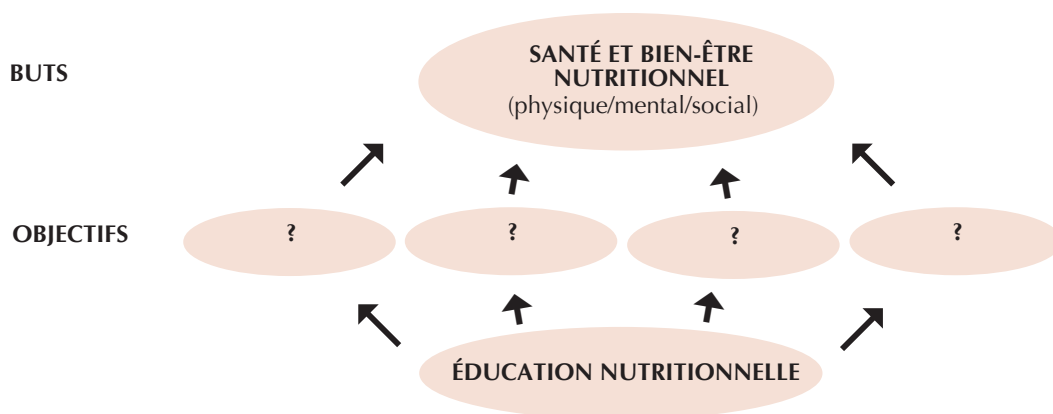 BUTS
SANTÉ ET BIEN-ÊTRE
NUTRITIONNEL
(physique/mental/social)
OBJECTIFS
?
?
?
?
ÉDUCATION NUTRITIONNELLE